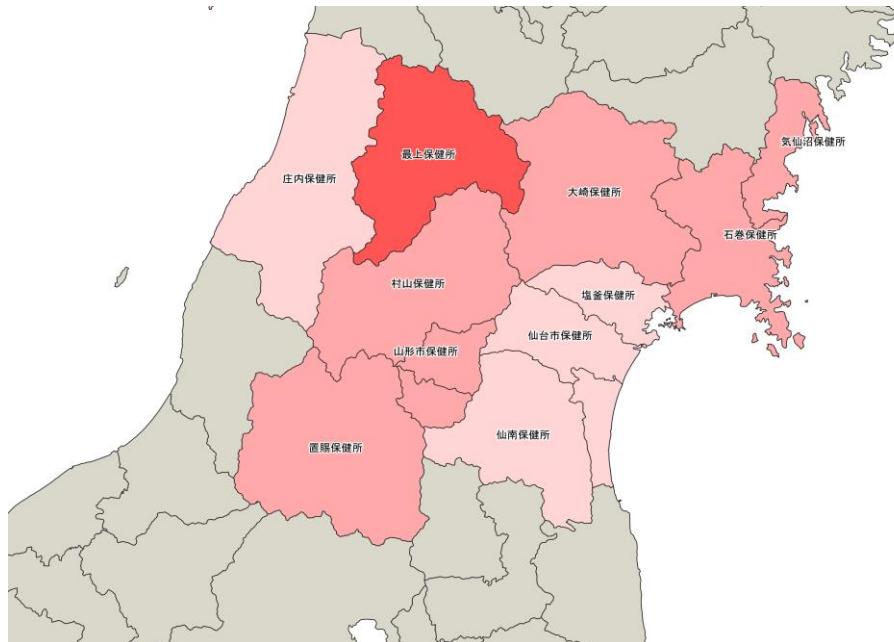 気仙沼保健所
最上保健所
庄内保健所
大崎保健所
石巻保健所
村山保健所
塩釜保健所
仙台市保健所
山形市保健所
仙南保健所
置賜保健所